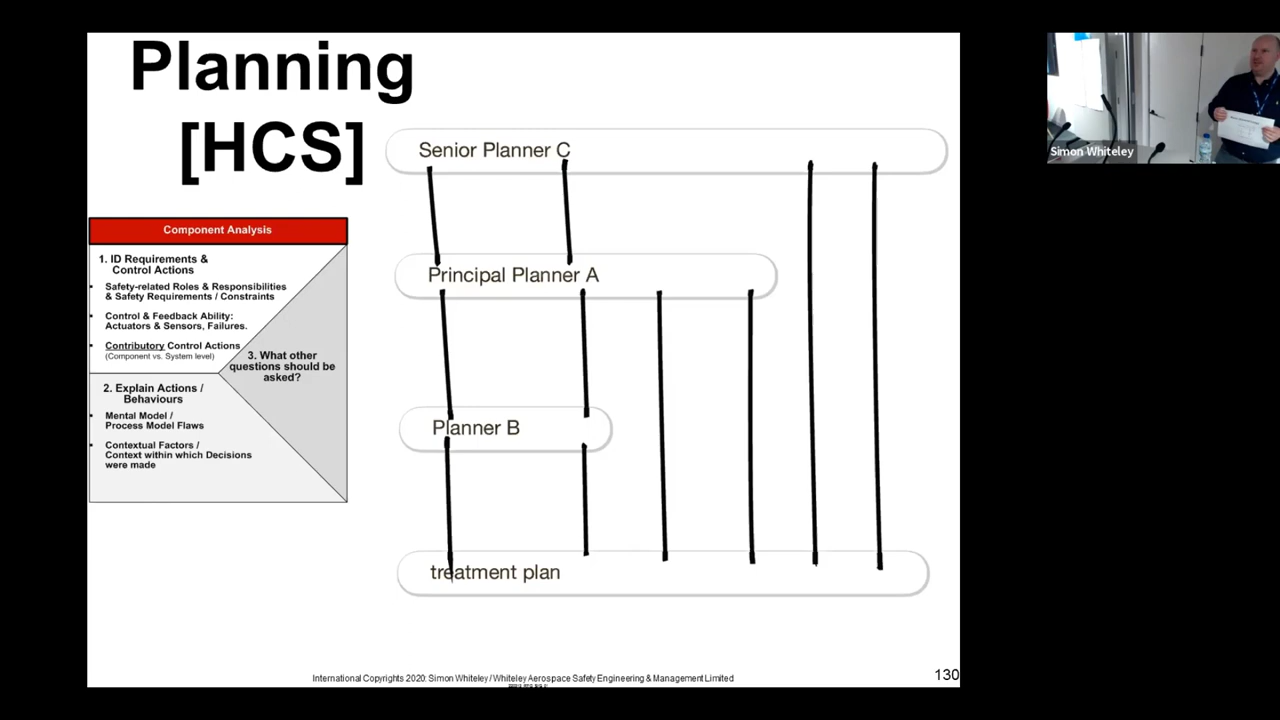 Planning
[HCS]
Senior Planner C
Principal Planner A
Planner B
treatment plan
Component Analysis
1. ID Requirements &
Control Actions
Safety-related Roles & Responsibilities
& Safety Requirements / Constraints
Control & Feedback Ability:
Actuators & Sensors, Failures.
Contributory Control Actions
(Component vs. System level)
2. Explain Actions /
Behaviours
Mental Model /
Process Model Flaws
Contextual Factors /
Context within which Decisions
were made
3. What other
questions should be
asked?
International Copyrights 2020: Simon Whiteley / Whiteley Aerospace Safety Engineering & Management Limited
130
Simon Whiteley